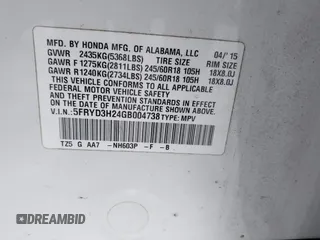 MFD. BY HONDA MFG. OF ALABAMA, LLC 04/'15
GVWR 2435KG(5368LBS) TIRE SIZE RIM SIZE
GAWR F 1275KG(2811LBS) 245/60R18 105H 18X8.0J
GAWR R1240KG(2734LBS) 245/60R18 105H 18X8.0J
THIS VEHICLE CONFORMS TO ALL APPLICABLE
FEDERAL MOTOR VEHICLE SAFETY AND
THEFT PREVENTION STANDARDS IN EFFECT
ON THE DATE OF MANUFACTURE SHOWN ABOVE.
V.I.N.:5FRYD3H24GB004738 TYPE:MPV
TZ5 G AA7 -NH603P -F -B
DREAMBID